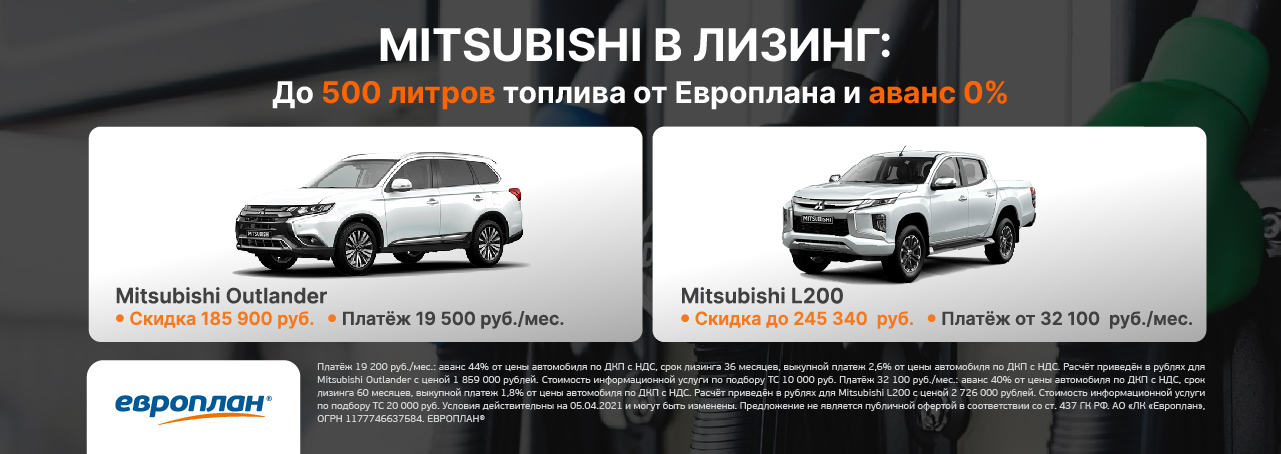 MITSUBISHI В ЛИЗИНГ:
До 500 литров топлива от Европлана и аванс 0%
MITSUBISHI
MITSUBISHI
Mitsubishi Outlander
• Скидка 185 900 руб. • Платёж 19 500 руб./мес.
Mitsubishi L200
• Скидка до 245 340 руб. • Платёж от 32 100 руб./мес.
европлан®
Платёж 19 200 руб./мес.: аванс 44% от цены автомобиля по ДКП с НДС, срок лизинга 36 месяцев, выкупной платеж 2,6% от цены автомобиля по ДКП с НДС. Расчёт приведён в рублях для
Mitsubishi Outlander с ценой 1 859 000 рублей. Стоимость информационной услуги по подбору ТС 10 000 руб. Платёж 32 100 руб./мес.: аванс 40% от цены автомобиля по ДКП с НДС, срок
лизинга 60 месяцев, выкупной платеж 1,8% от цены автомобиля по ДКП с НДС. Расчёт приведён в рублях для Mitsubishi L200 с ценой 2 726 000 рублей. Стоимость информационной услуги
по подбору ТС 20 000 руб. Условия действительны на 05.04.2021 и могут быть изменены. Предложение не является публичной офертой в соответствии со ст. 437 ГК РФ. АО «ЛК «Европлан»,
ОГРН 1177746637584. ЕВРОПЛАН®